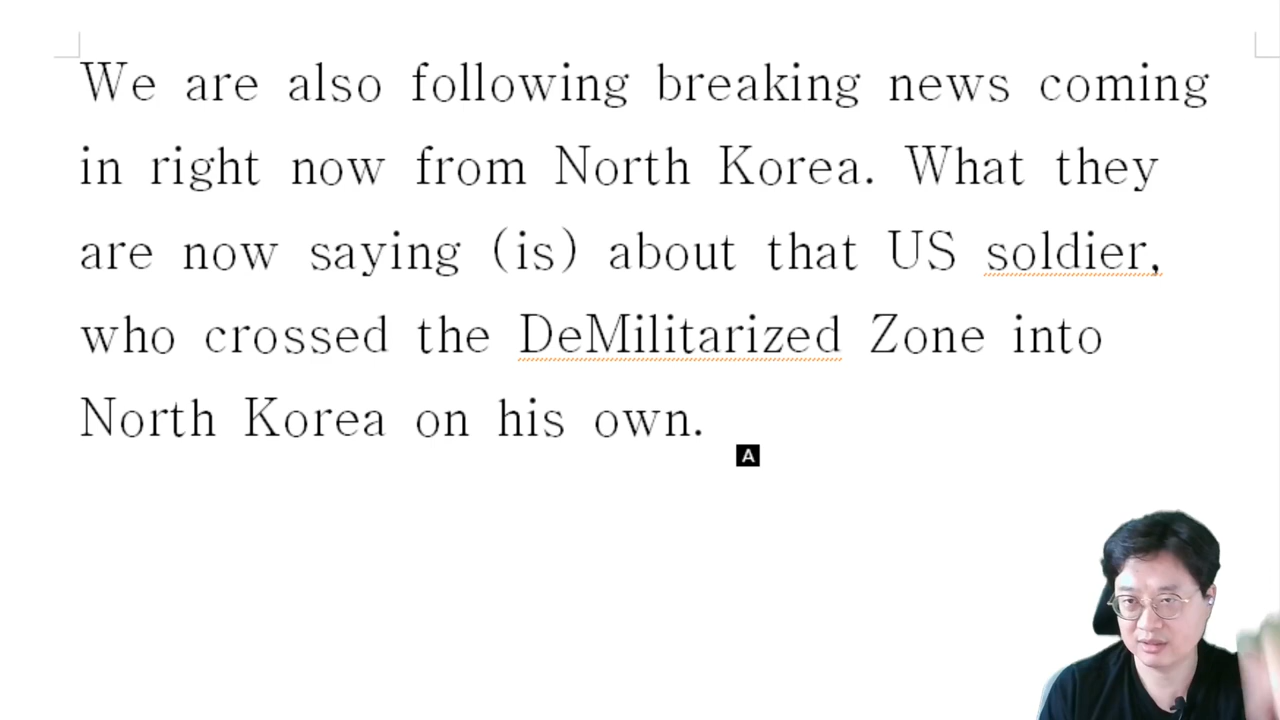 We are also following breaking news coming
in right now from North Korea. What they
are now saying (is) about that US soldier,
who crossed the DeMilitarized Zone into
North Korea on his own.
A